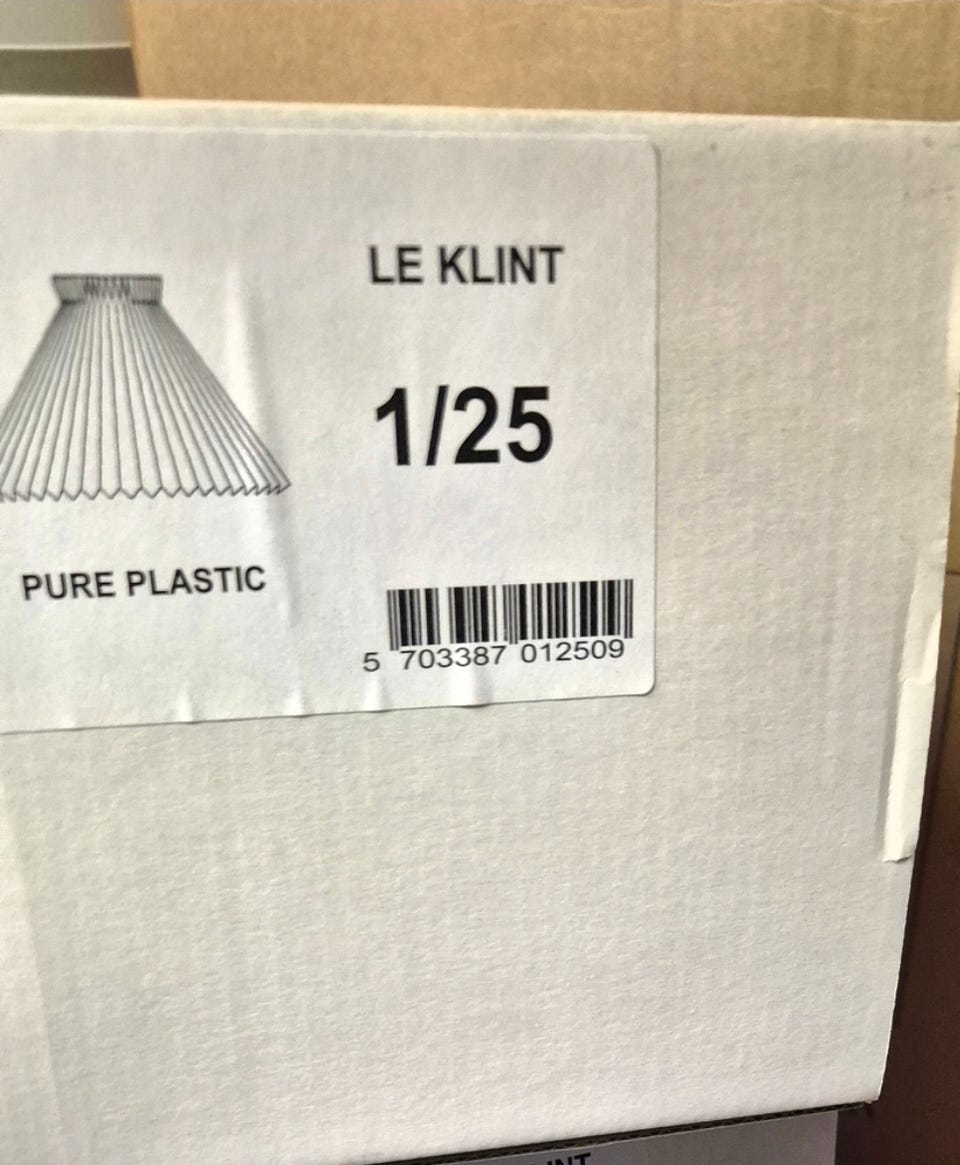 LE KLINT
1/25
PURE PLASTIC
5 703387 012509